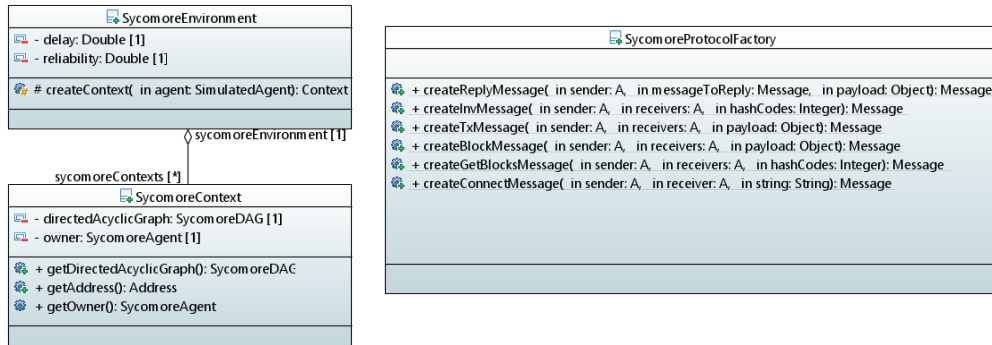 SycomoreEnvironment
- delay: Double [1]
- reliability: Double [1]
# createContext( in agent: SimulatedAgent): Context
sycomoreEnvironment [1]
sycomoreContexts [*]
SycomoreContext
- directedAcyclicGraph: SycomoreDAG [1]
- owner: SycomoreAgent [1]
+ getDirectedAcyclicGraph(): SycomoreDAG
+ getAddress(): Address
+ getOwner(): SycomoreAgent
SycomoreProtocolFactory
+ createReplyMessage( in sender: A, in messageToReply: Message, in payload: Object): Message
+ createInvMessage( in sender: A, in receivers: A, in hashCodes: Integer): Message
+ createTxMessage( in sender: A, in receivers: A, in payload: Object): Message
+ createBlockMessage( in sender: A, in receivers: A, in payload: Object): Message
+ createGetBlocksMessage( in sender: A, in receivers: A, in hashCodes: Integer): Message
+ createConnectMessage( in sender: A, in receiver: A, in string: String): Message